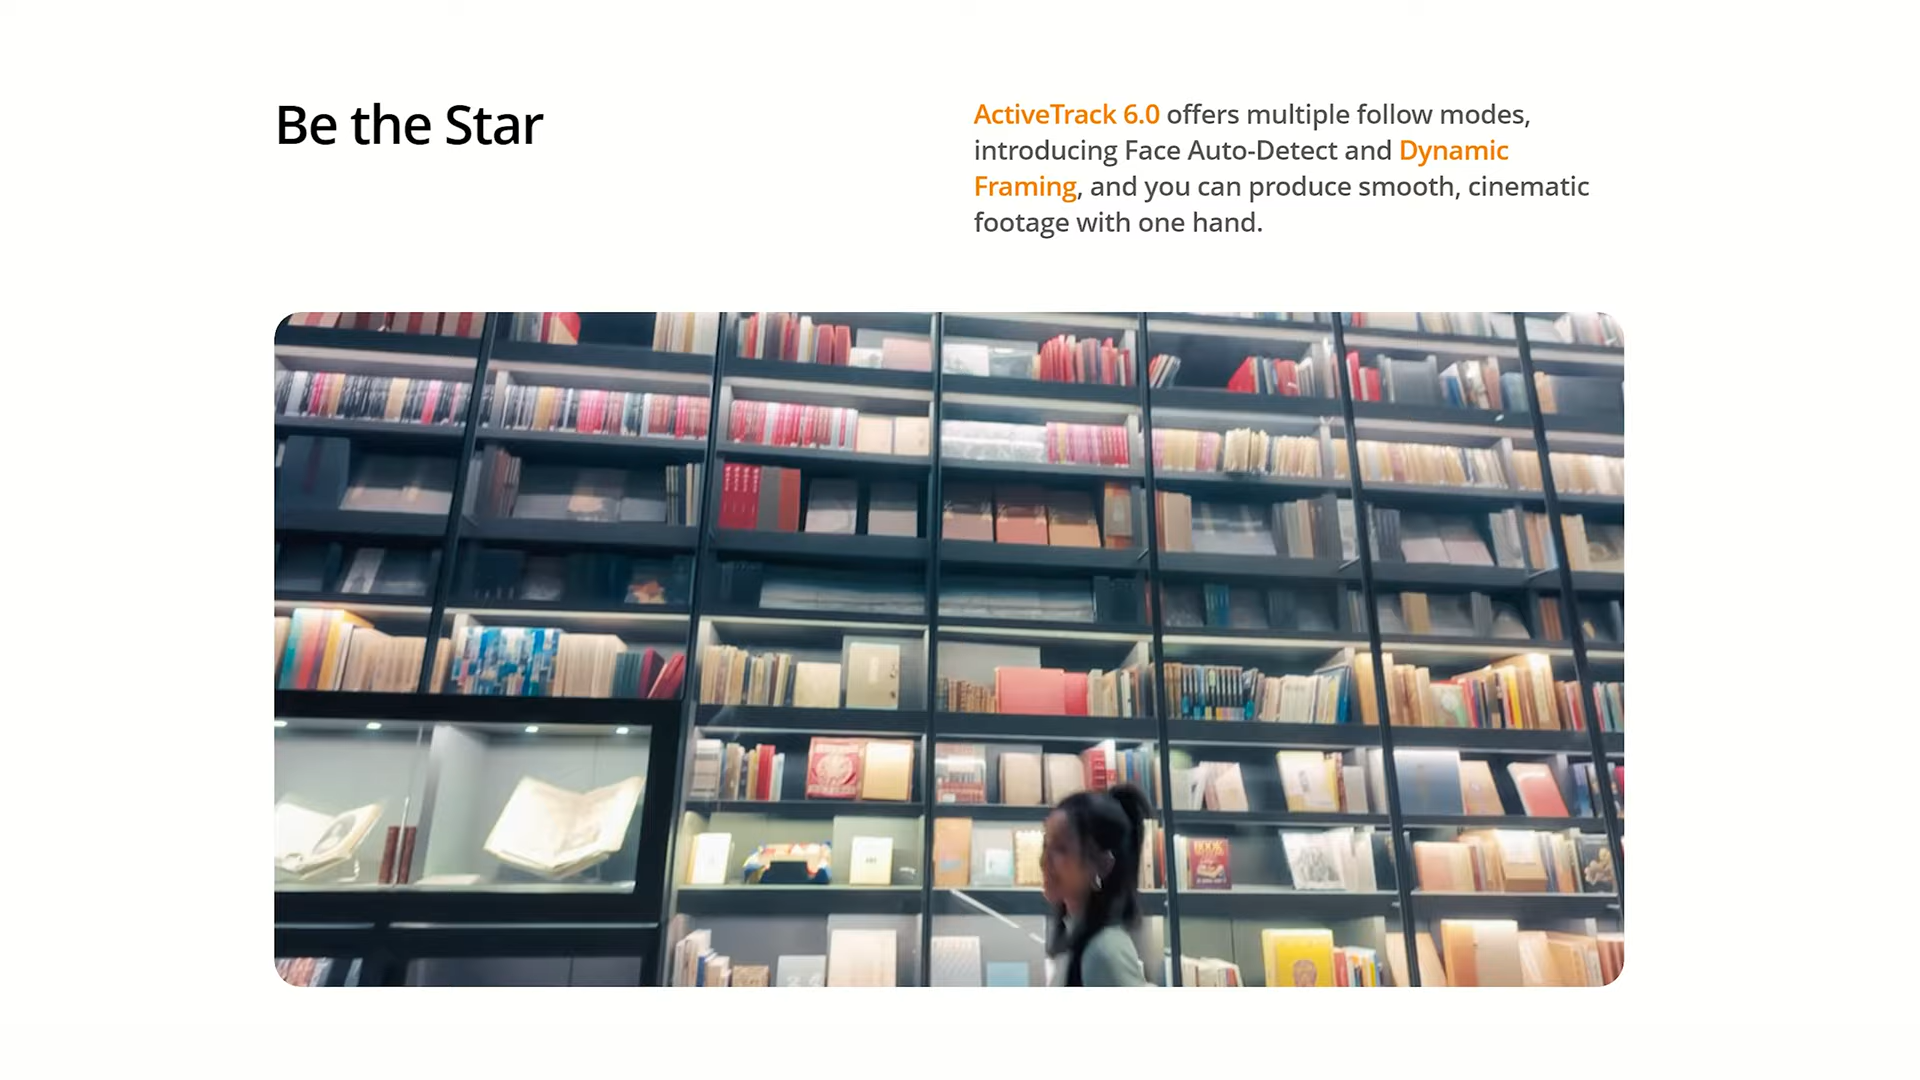 Be the Star
ActiveTrack 6.0 offers multiple follow modes,
introducing Face Auto-Detect and Dynamic
Framing, and you can produce smooth, cinematic
footage with one hand.
BOOK